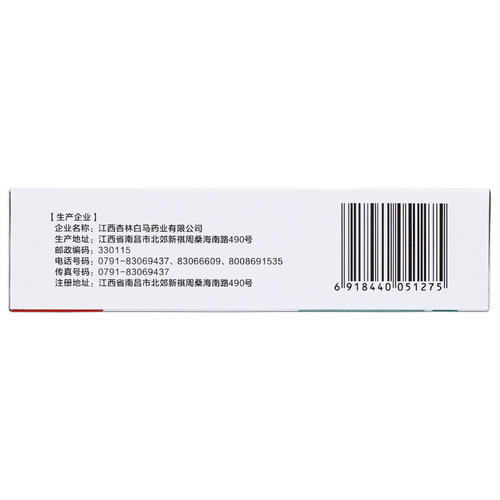 【 生产企业 】
企业名称：江西杏林白马药业有限公司
生产地址：江西省南昌市北郊新祺周桑海南路490号
邮政编码：330115
电话号码：0791-83069437、83066609、8008691535
传真号码：0791-83069437
注册地址：江西省南昌市北郊新祺周桑海南路490号
6 918440 051275